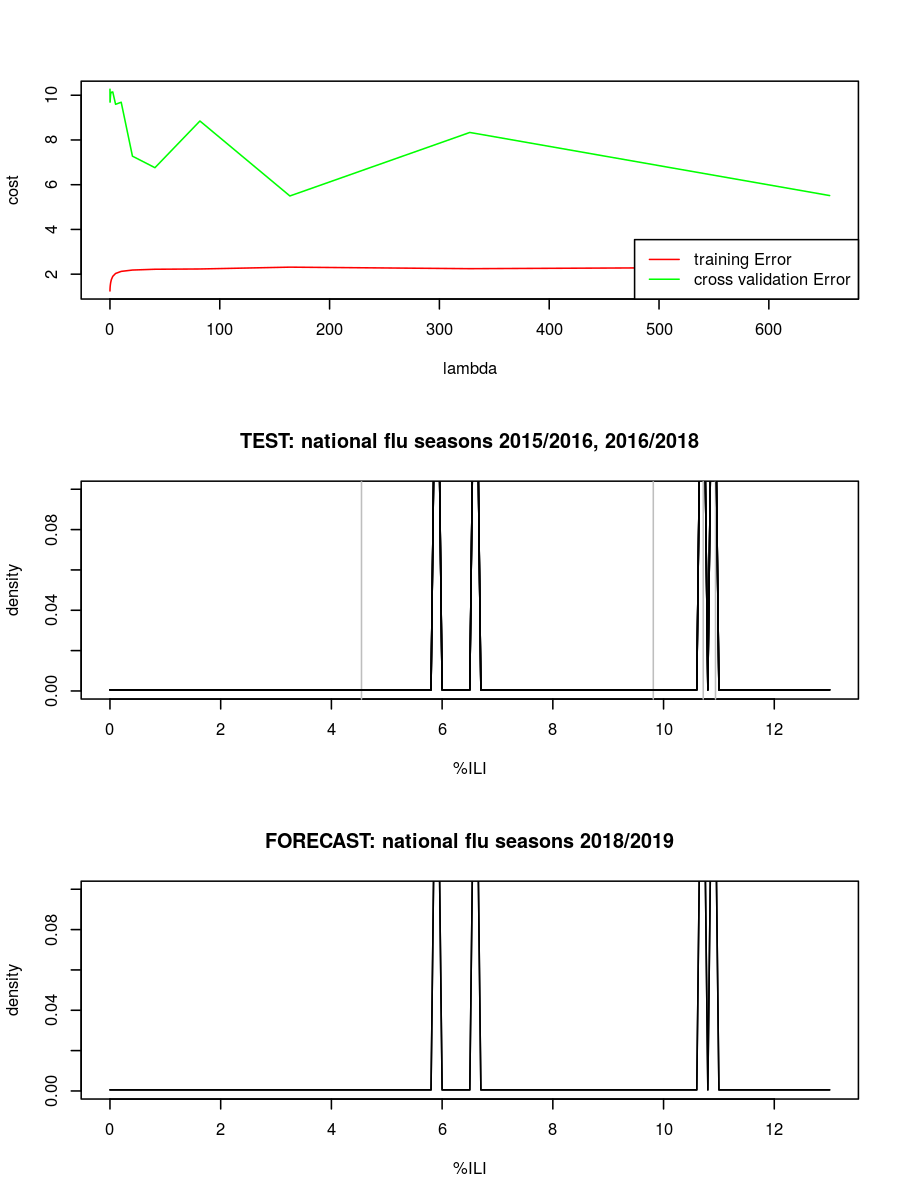 10
8
6
4
2
cost
training Error
cross validation Error
0 100 200 300 400 500 600
lambda
TEST: national flu seasons 2015/2016, 2016/2018
0.08
0.04
0.00
density
0 2 4 6 8 10 12
%ILI
FORECAST: national flu seasons 2018/2019
0.08
0.04
0.00
density
0 2 4 6 8 10 12
%ILI